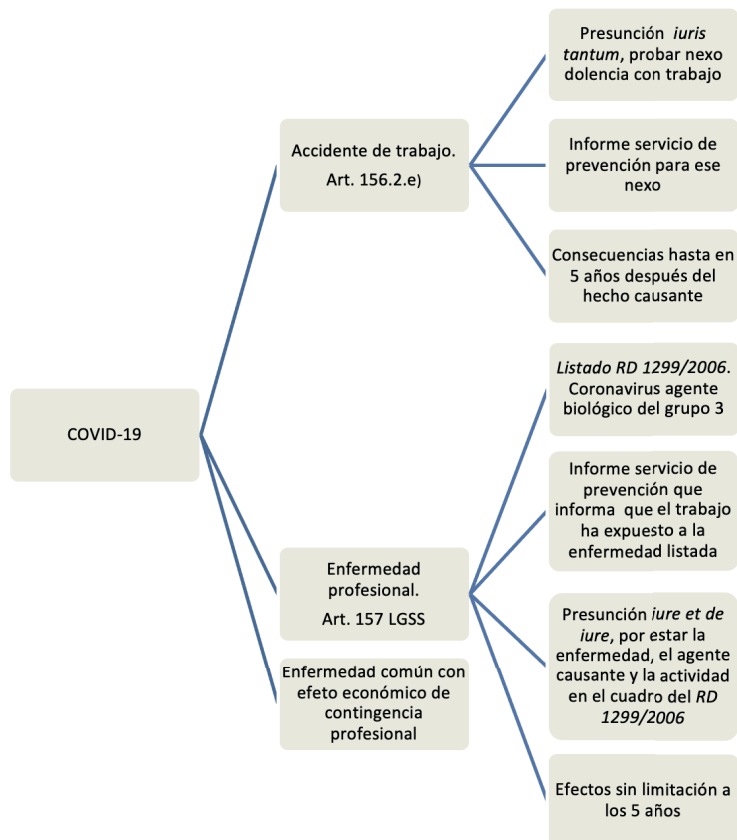 COVID-19
Accidente de trabajo.
Art. 156.2.e)
Presunción iuris
tantum, probar nexo
dolencia con trabajo
Informe servicio de
prevención para ese
nexo
Consecuencias hasta en
5 años después del
hecho causante
Enfermedad
profesional.
Art. 157 LGSS
Listado RD 1299/2006.
Coronavirus agente
biológico del grupo 3
Informe servicio de
prevención que
informa que el trabajo
ha expuesto a la
enfermedad listada
Presunción iure et de
iure, por estar la
enfermedad, el agente
causante y la actividad
en el cuadro del RD
1299/2006
Efectos sin limitación a
los 5 años
Enfermedad común con
efecto económico de
contingencia
profesional